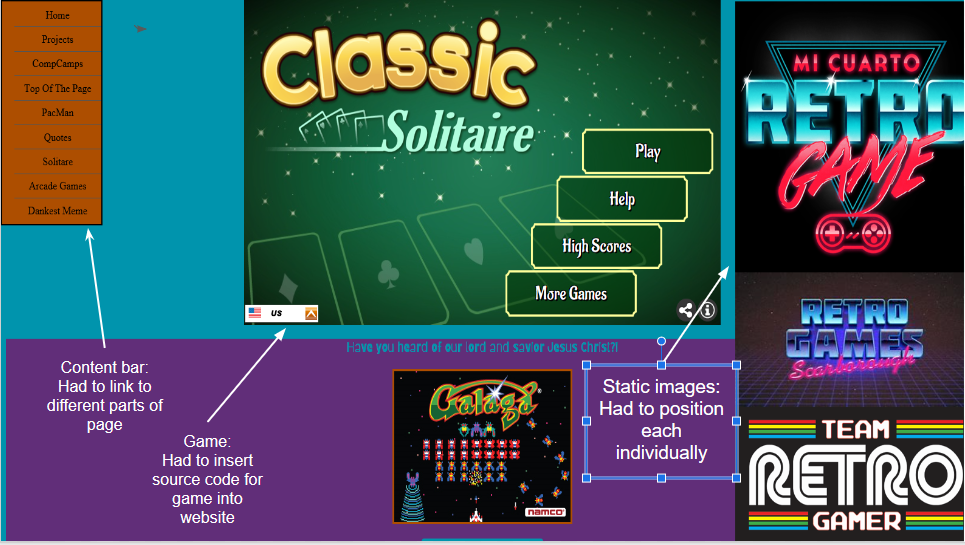 Home
Projects
CompCamps
Top Of The Page
PacMan
Quotes
Solitare
Arcade Games
Dankest Meme
Classic
Solitaire
Play
Help
High Scores
More Games
US
MI CUARTO
RETRO
GAME
RETRO
GAMES
Scarborough
TEAM
RETRO
GAMER
Have you heard of our lord and savior Jesus Christ?!
Galaga®
namco®
Content bar:
Had to link to
different parts of
page
Game:
Had to insert
source code for
game into
website
Static images:
Had to position
each
individually